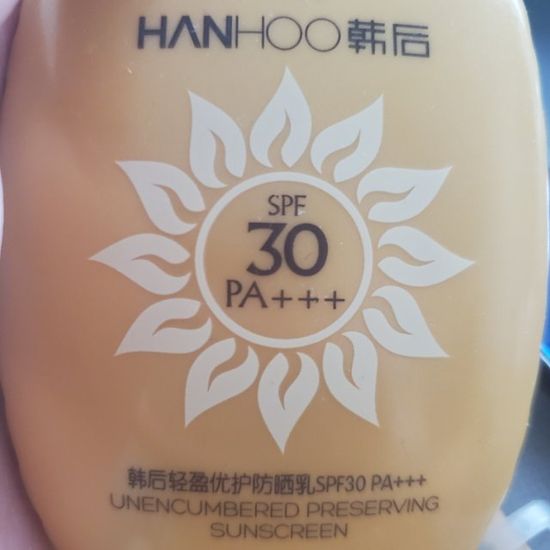 HANHOO韩后
SPF
30
PA+++
韩后轻盈优护防晒乳SPF30 PA+++
UNENCUMBERED PRESERVING
SUNSCREEN